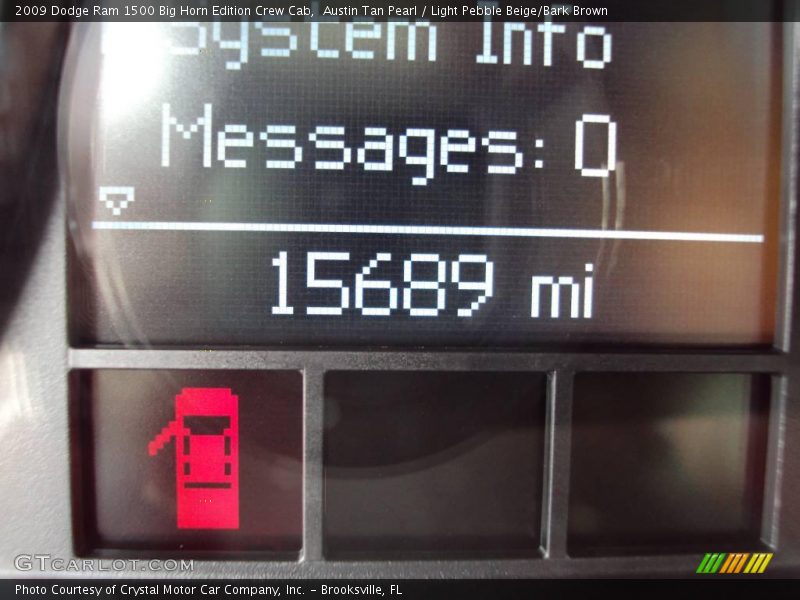 2009 Dodge Ram 1500 Big Horn Edition Crew Cab,  Austin Tan Pearl / Light Pebble Beige/Bark Brown
System Info
Messages: 0
15689 mi
GTCARLOT.COM
Photo Courtesy of Crystal Motor Car Company, Inc. – Brooksville, FL